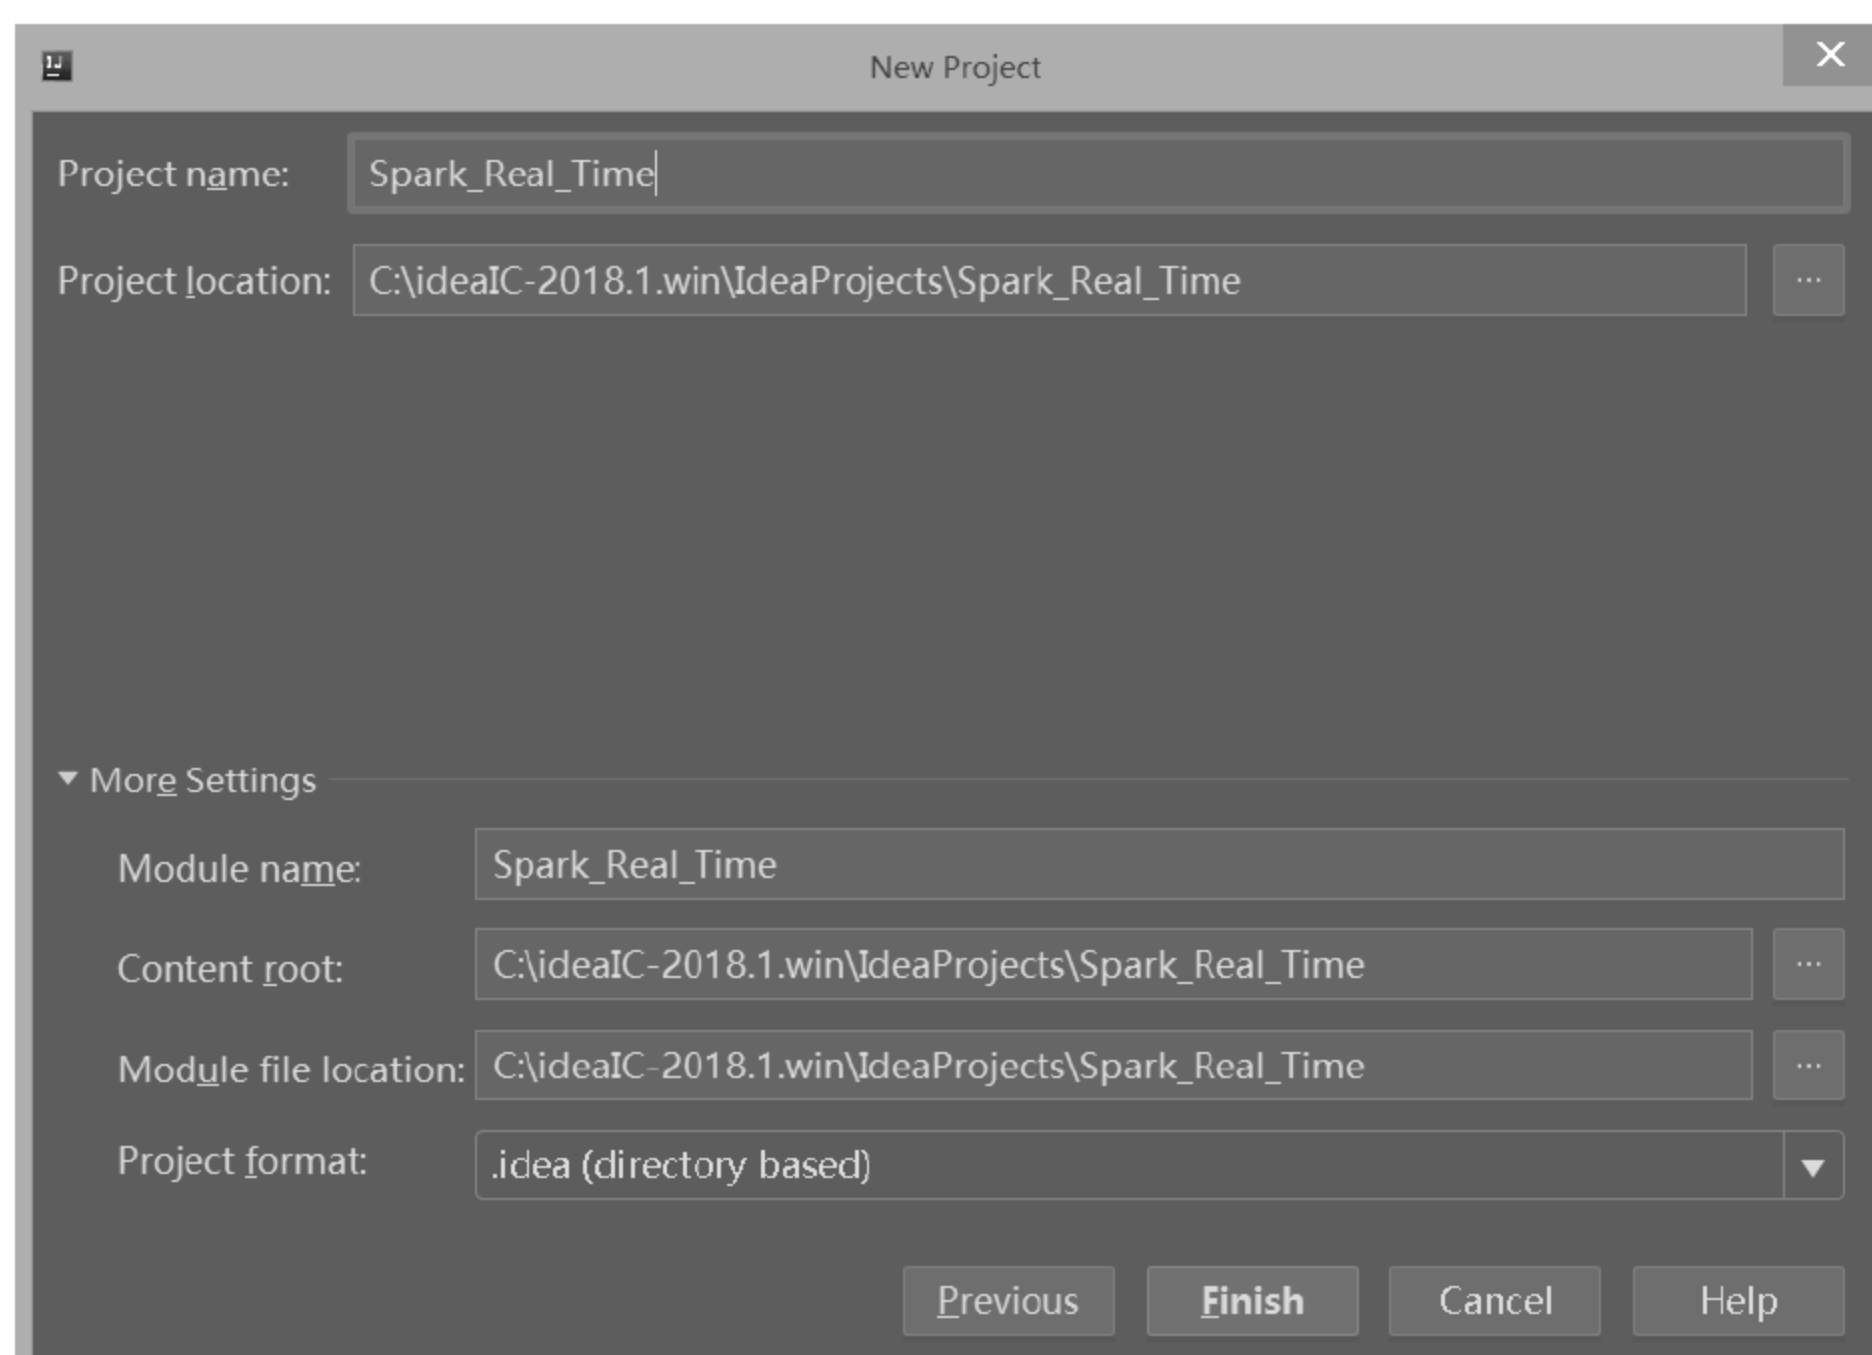 New Project
Project name: Spark_Real_Time
Project location: C:\ideaIC-2018.1.win\IdeaProjects\Spark_Real_Time ...
More Settings
Module name: Spark_Real_Time
Content root: C:\ideaIC-2018.1.win\IdeaProjects\Spark_Real_Time ...
Module file location: C:\ideaIC-2018.1.win\IdeaProjects\Spark_Real_Time ...
Project format: .idea (directory based)
Previous Finish Cancel Help